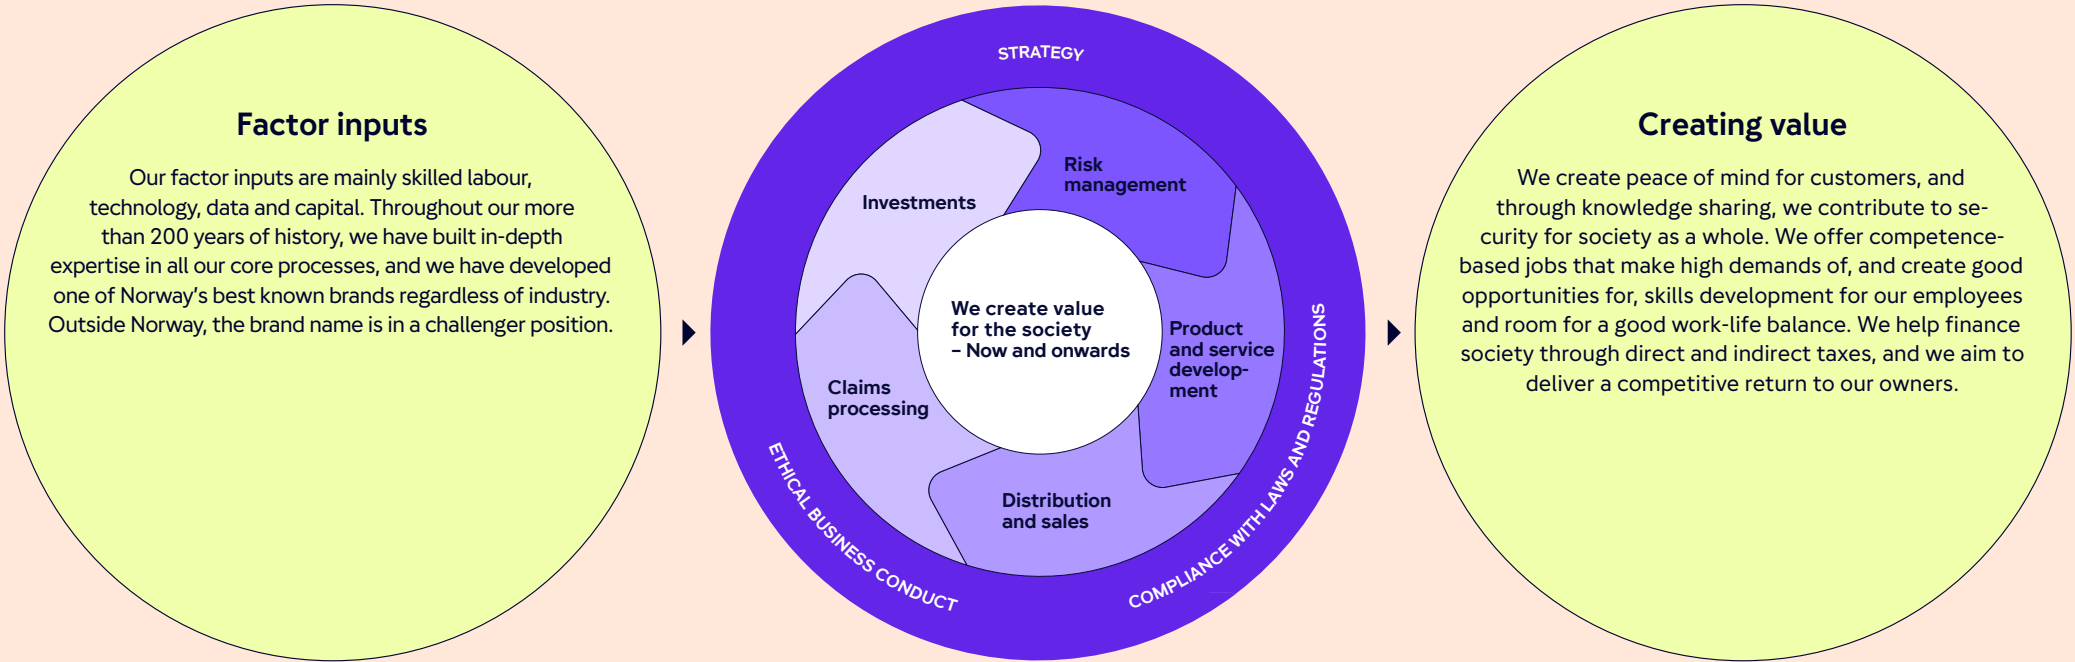 Factor inputs
Our factor inputs are mainly skilled labour,
technology, data and capital. Throughout our more
than 200 years of history, we have built in-depth
expertise in all our core processes, and we have developed
one of Norway’s best known brands regardless of industry.
Outside Norway, the brand name is in a challenger position.
STRATEGY
Risk
management
Investments
Product
and service
develop-
ment
We create value
for the society
– Now and onwards
Claims
processing
Distribution
and sales
ETHICAL BUSINESS CONDUCT
COMPLIANCE WITH LAWS AND REGULATIONS
Creating value
We create peace of mind for customers, and
through knowledge sharing, we contribute to se-
curity for society as a whole. We offer competence-
based jobs that make high demands of, and create good
opportunities for, skills development for our employees
and room for a good work-life balance. We help finance
society through direct and indirect taxes, and we aim to
deliver a competitive return to our owners.